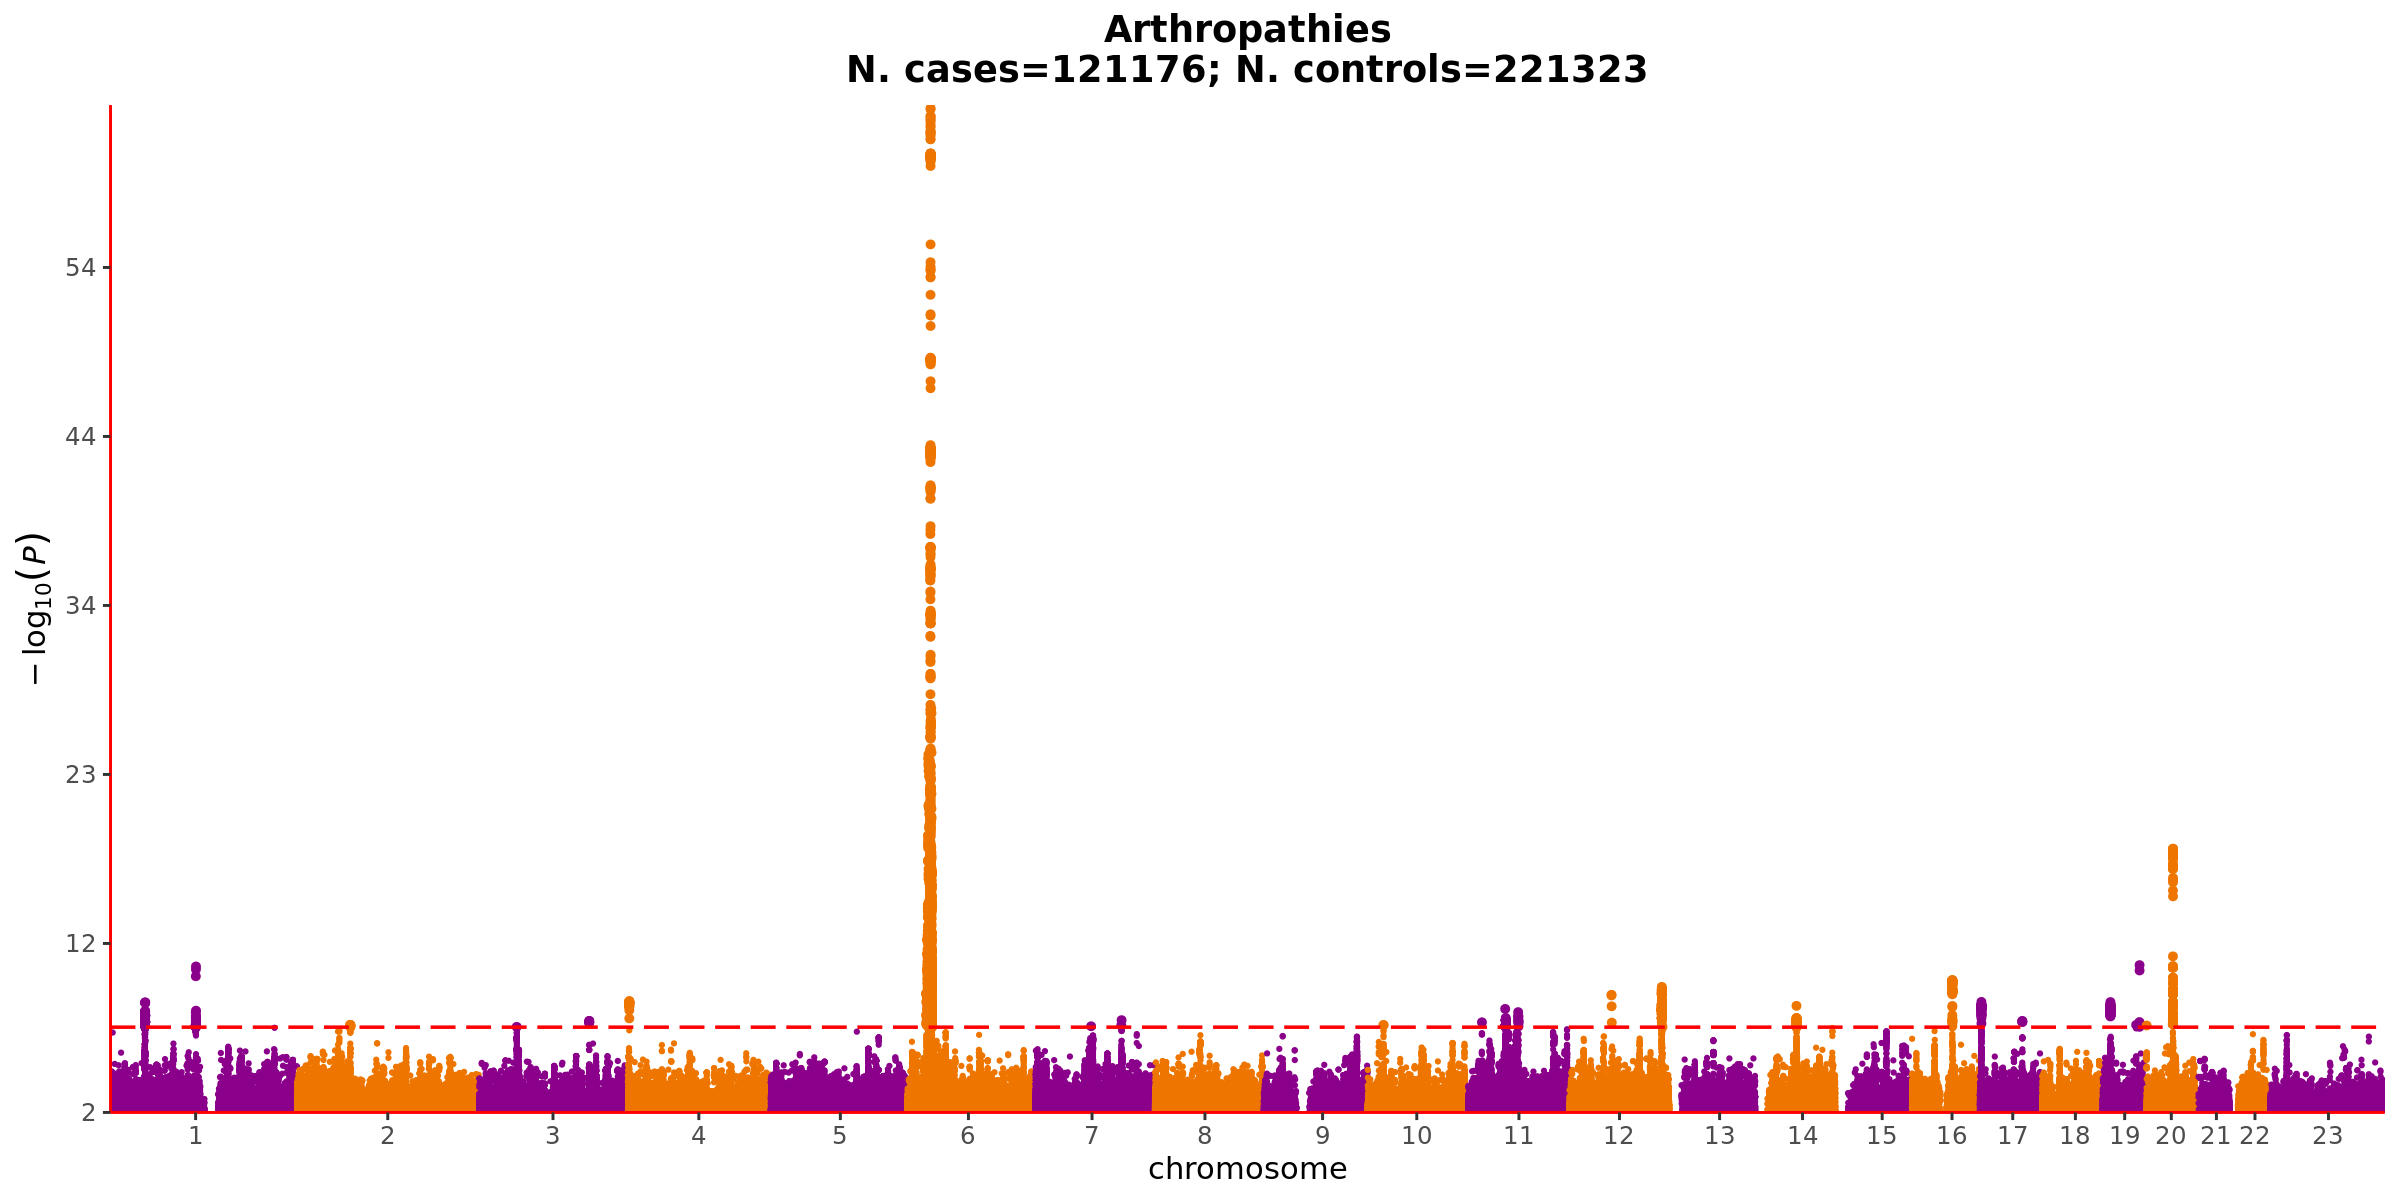 Arthropathies
N. cases=121176; N. controls=221323
− log10(P)
54
44
34
23
12
2
1 2 3 4 5 6 7 8 9 10 11 12 13 14 15 16 17 18 19 20 21 22 23
chromosome